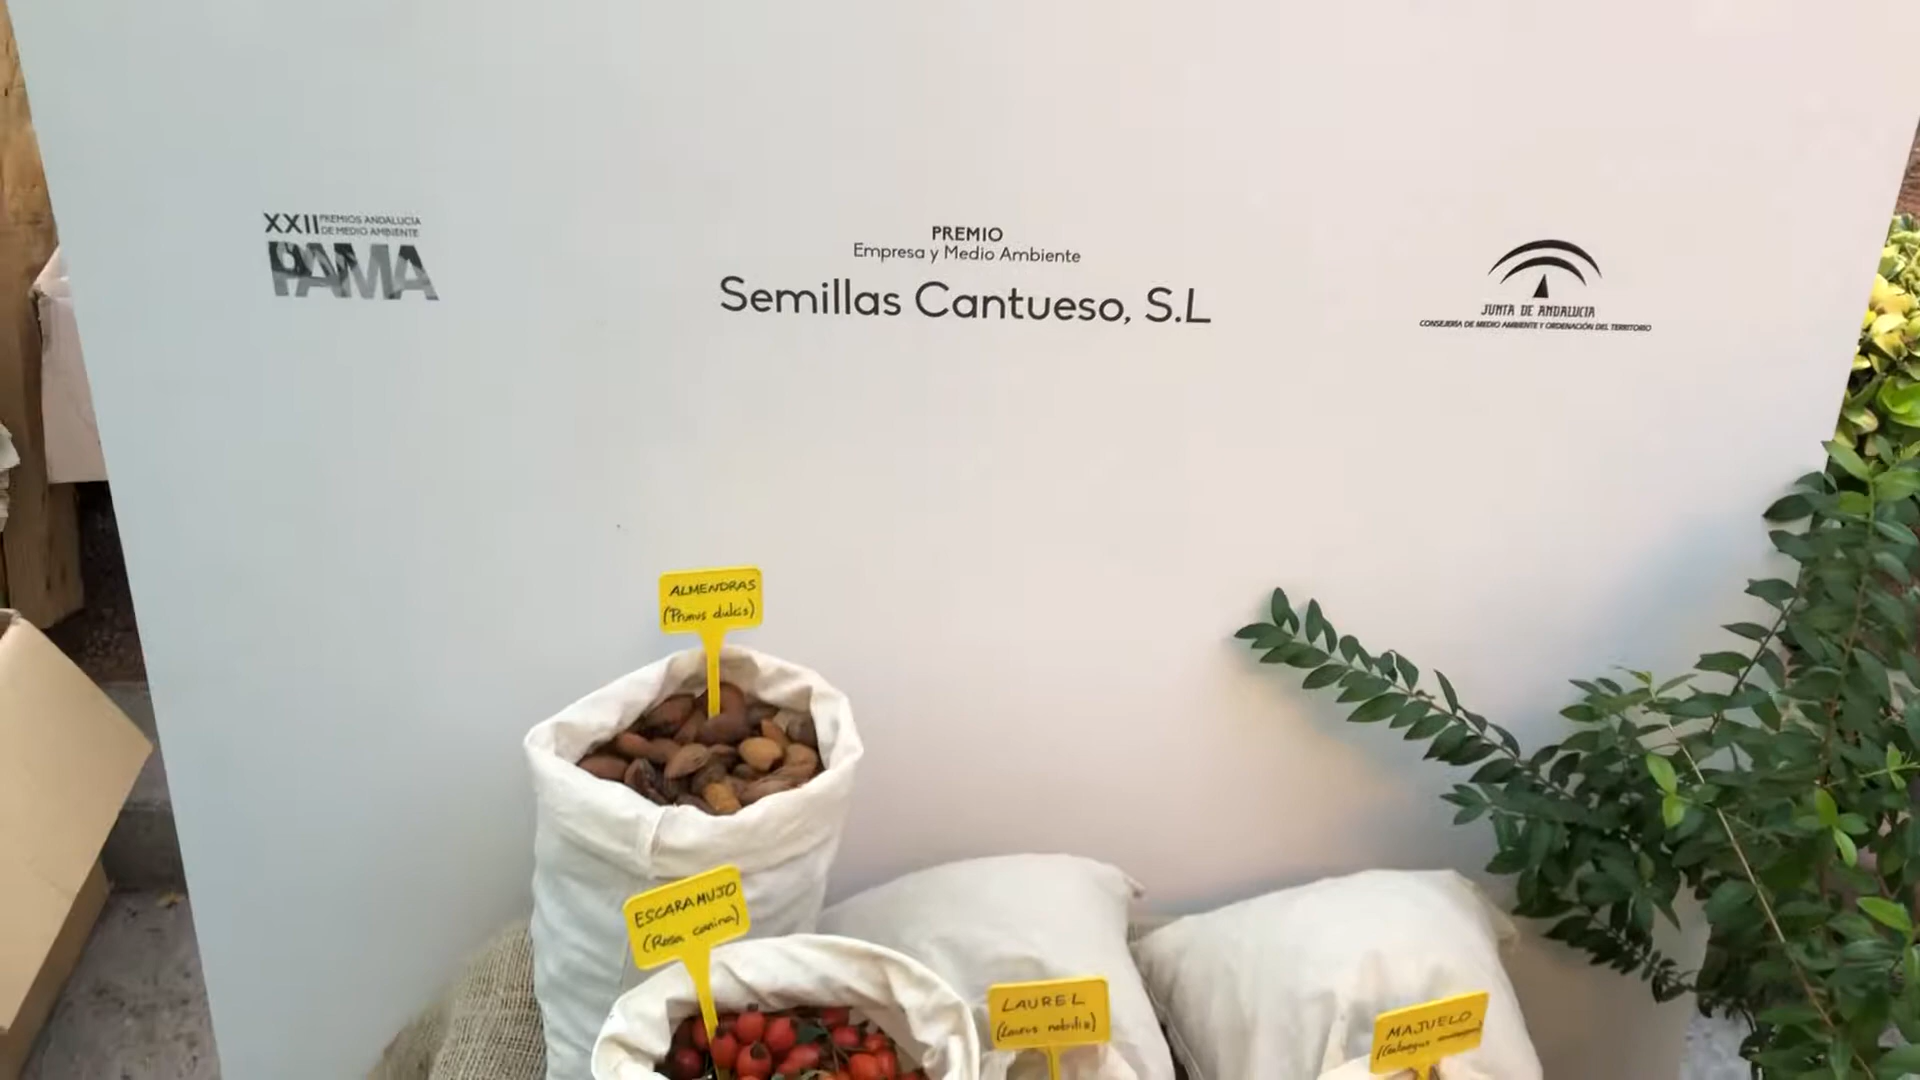 XXII PREMIOS ANDALUCIA
DE MEDIO AMBIENTE
PAMA
PREMIO
Empresa y Medio Ambiente
Semillas Cantueso, S.L
JUNTA DE ANDALUCIA
CONSEJERÍA DE MEDIO AMBIENTE Y ORDENACIÓN DEL TERRITORIO
ALMENDRAS
(Prunus dulcis)
ESCARAMUJO
(Rosa canina)
LAUREL
(Laurus nobilis)
MAJUELO